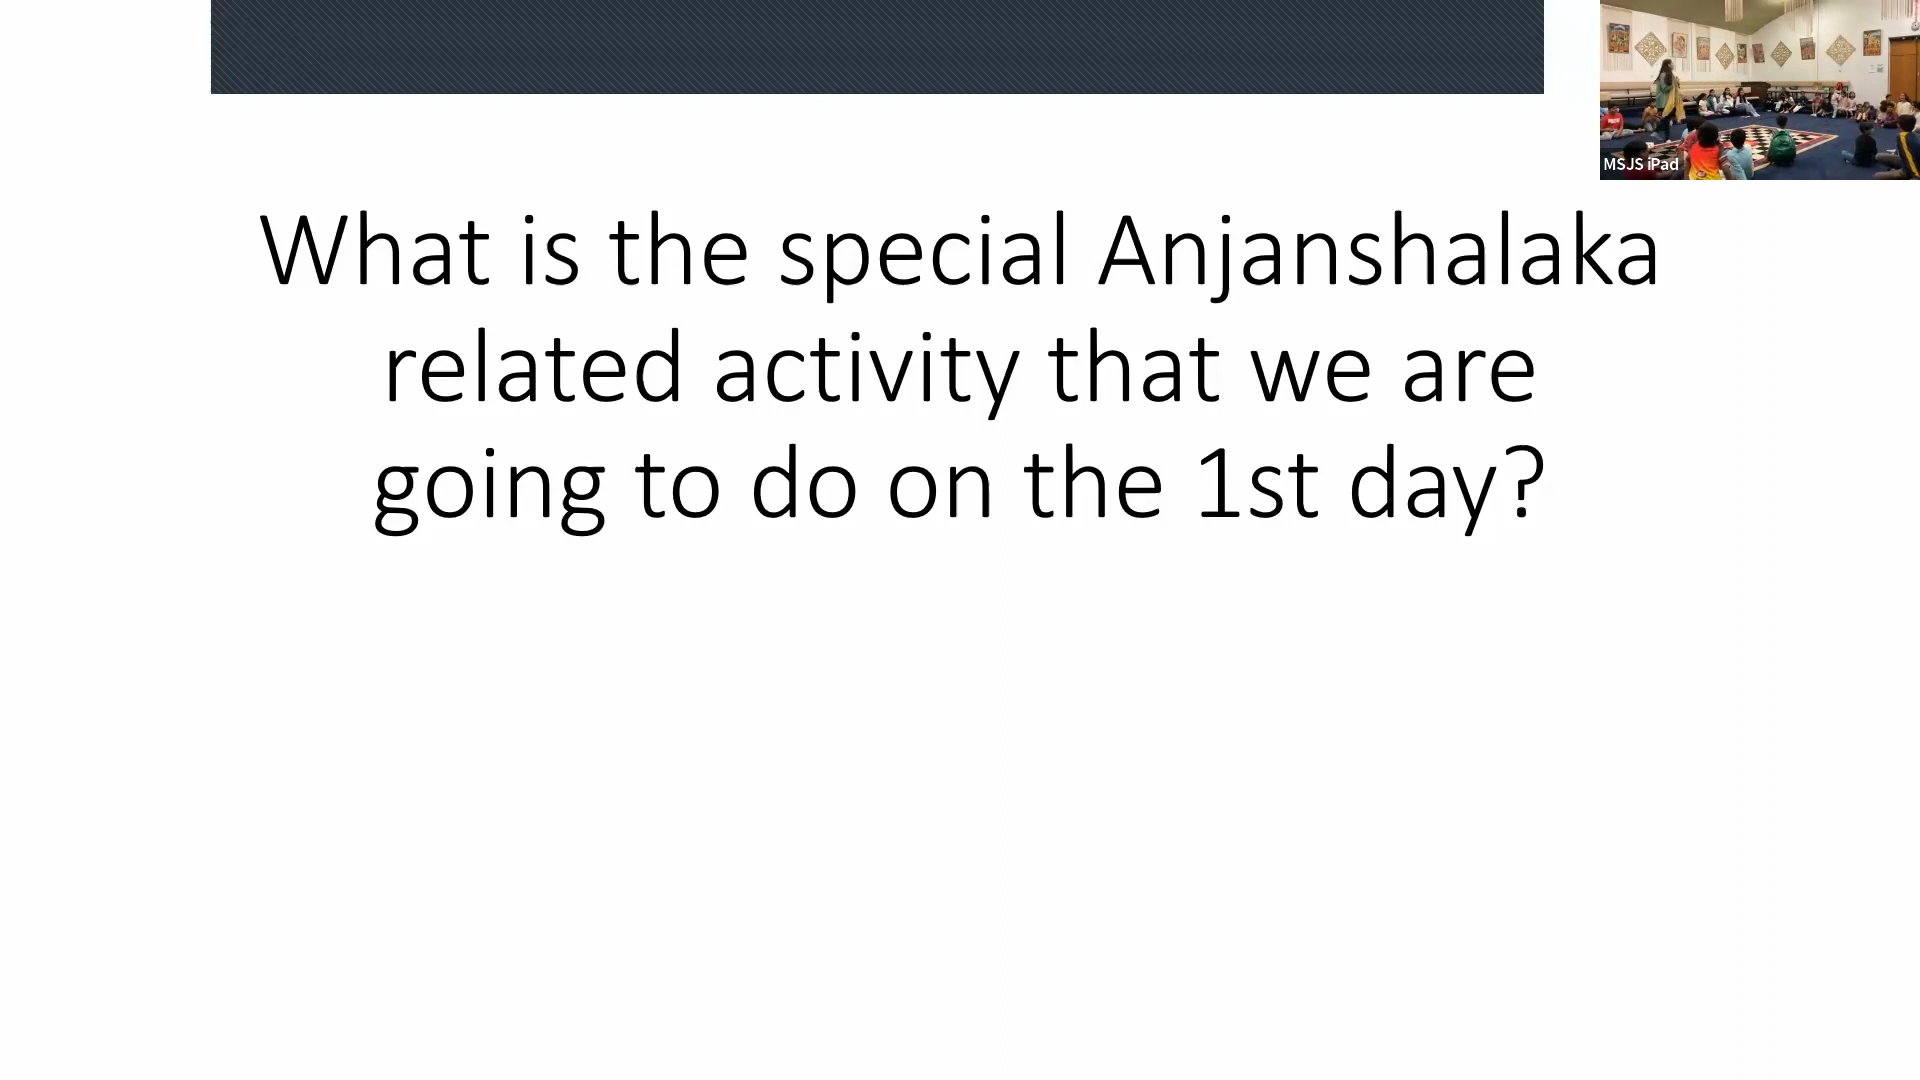 What is the special Anjanshalaka
related activity that we are
going to do on the 1st day?
MSJS iPad